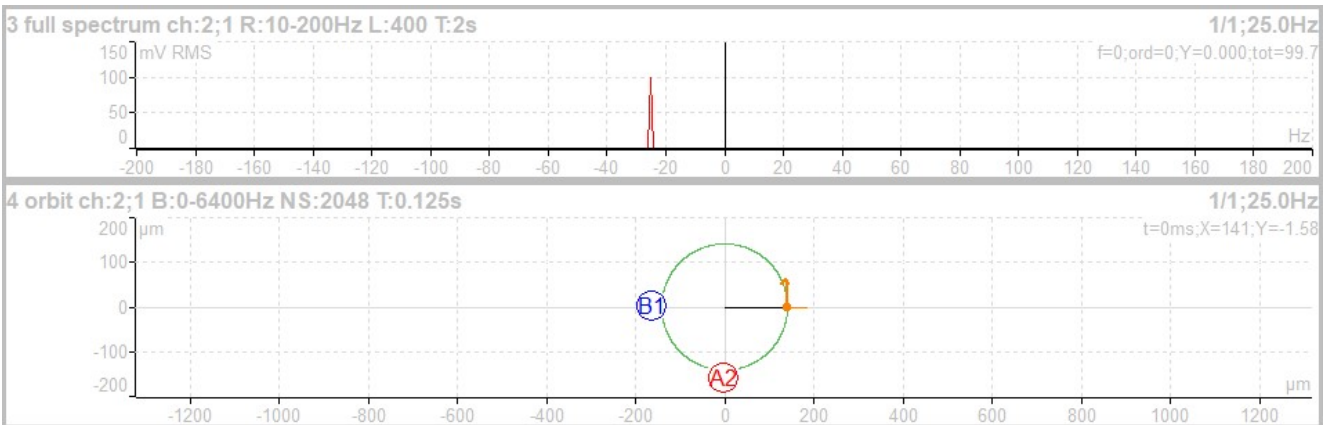 3 full spectrum ch:2;1 R:10-200Hz L:400 T:2s 1/1;25.0Hz
150 mV RMS f=0;ord=0;Y=0.000;tot=99.7
100
50
0 Hz
-200 -180 -160 -140 -120 -100 -80 -60 -40 -20 0 20 40 60 80 100 120 140 160 180 200
4 orbit ch:2;1 B:0-6400Hz NS:2048 T:0.125s 1/1;25.0Hz
200 µm t=0ms;X=141;Y=-1.58
100
0 B1
-100
A2
-200 µm
-1200 -1000 -800 -600 -400 -200 0 200 400 600 800 1000 1200